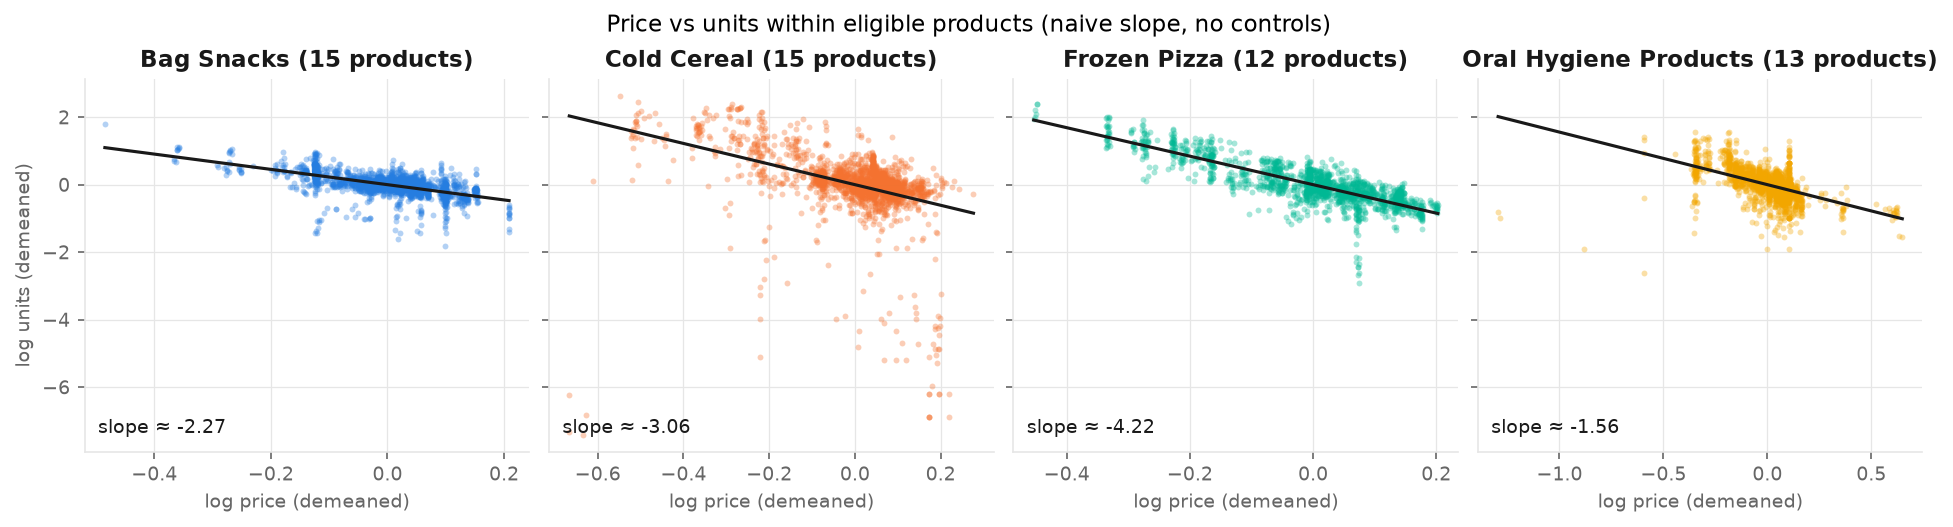 Price vs units within eligible products (naive slope, no controls)
Bag Snacks (15 products)
Cold Cereal (15 products)
Frozen Pizza (12 products)
Oral Hygiene Products (13 products)
log units (demeaned)
2
0
−2
−4
−6
slope ≈ -2.27
slope ≈ -3.06
slope ≈ -4.22
slope ≈ -1.56
−0.4 −0.2 0.0 0.2
−0.6 −0.4 −0.2 0.0 0.2
−0.4 −0.2 0.0 0.2
−1.0 −0.5 0.0 0.5
log price (demeaned)
log price (demeaned)
log price (demeaned)
log price (demeaned)